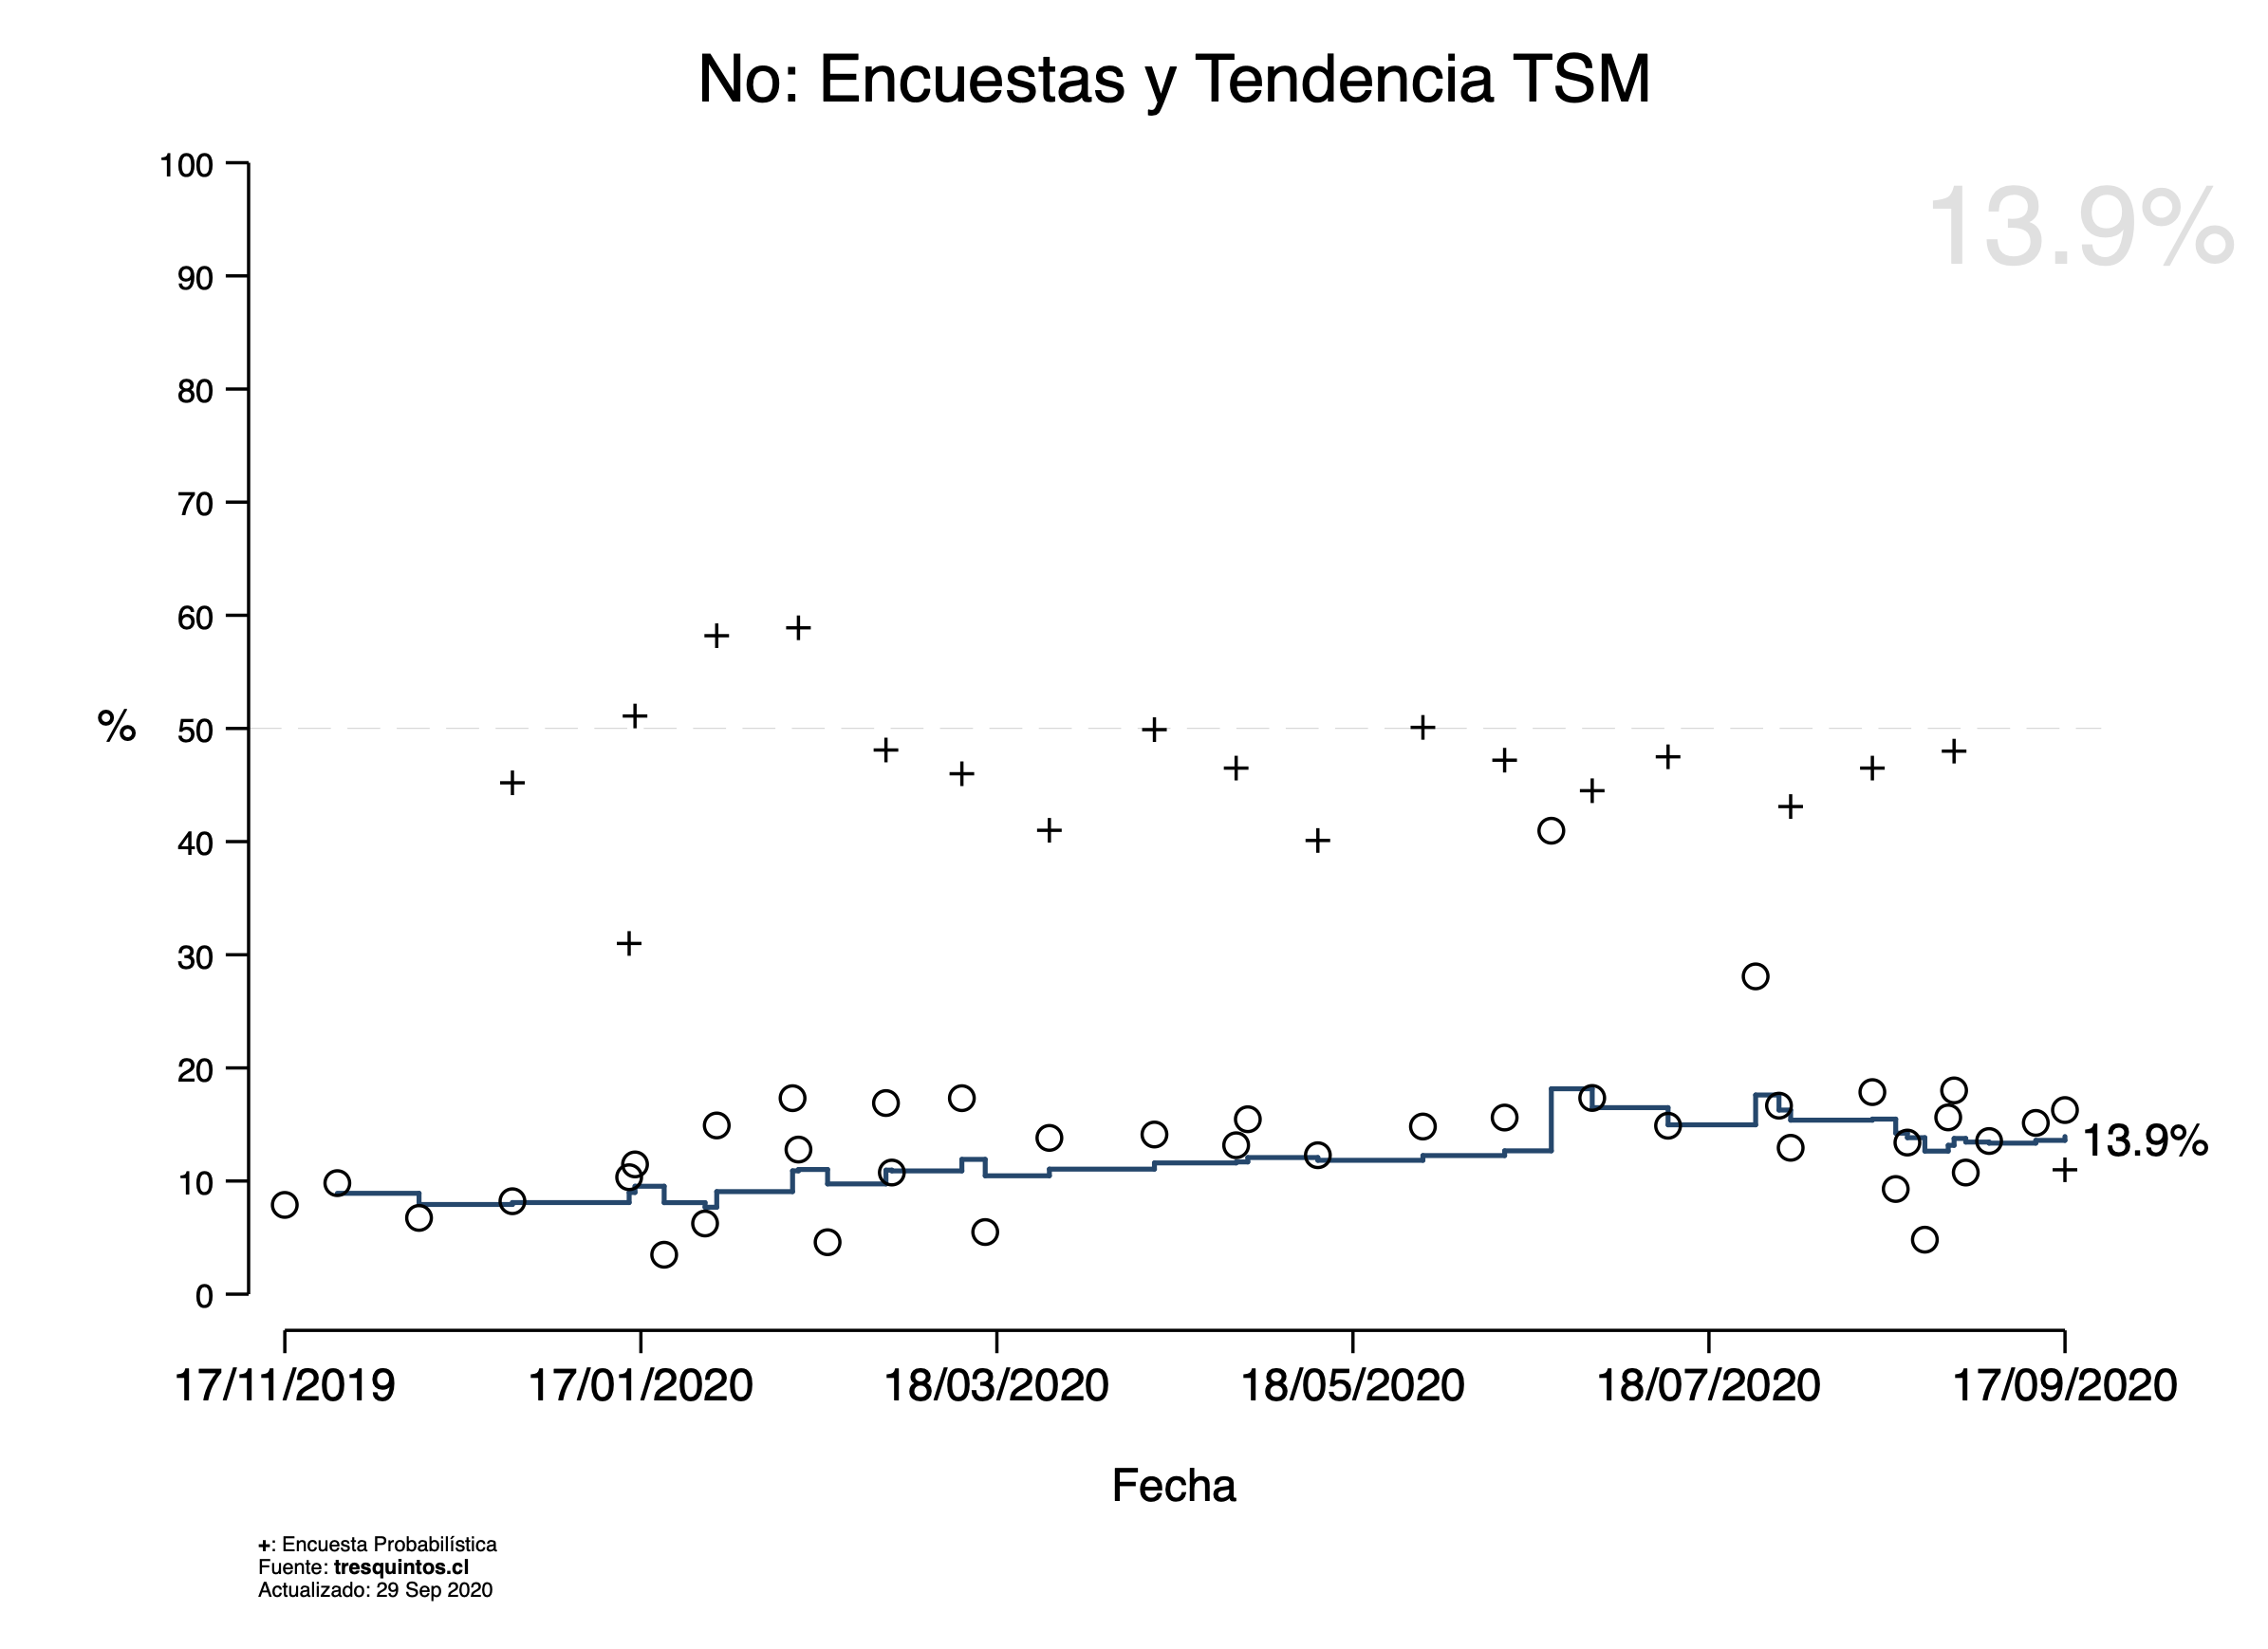 No: Encuestas y Tendencia TSM
13.9%
100
90
80
70
60
% 50
40
30
20
13.9%
10
0
17/11/2019 17/01/2020 18/03/2020 18/05/2020 18/07/2020 17/09/2020
Fecha
+: Encuesta Probabilística
Fuente: tresquintos.cl
Actualizado: 29 Sep 2020